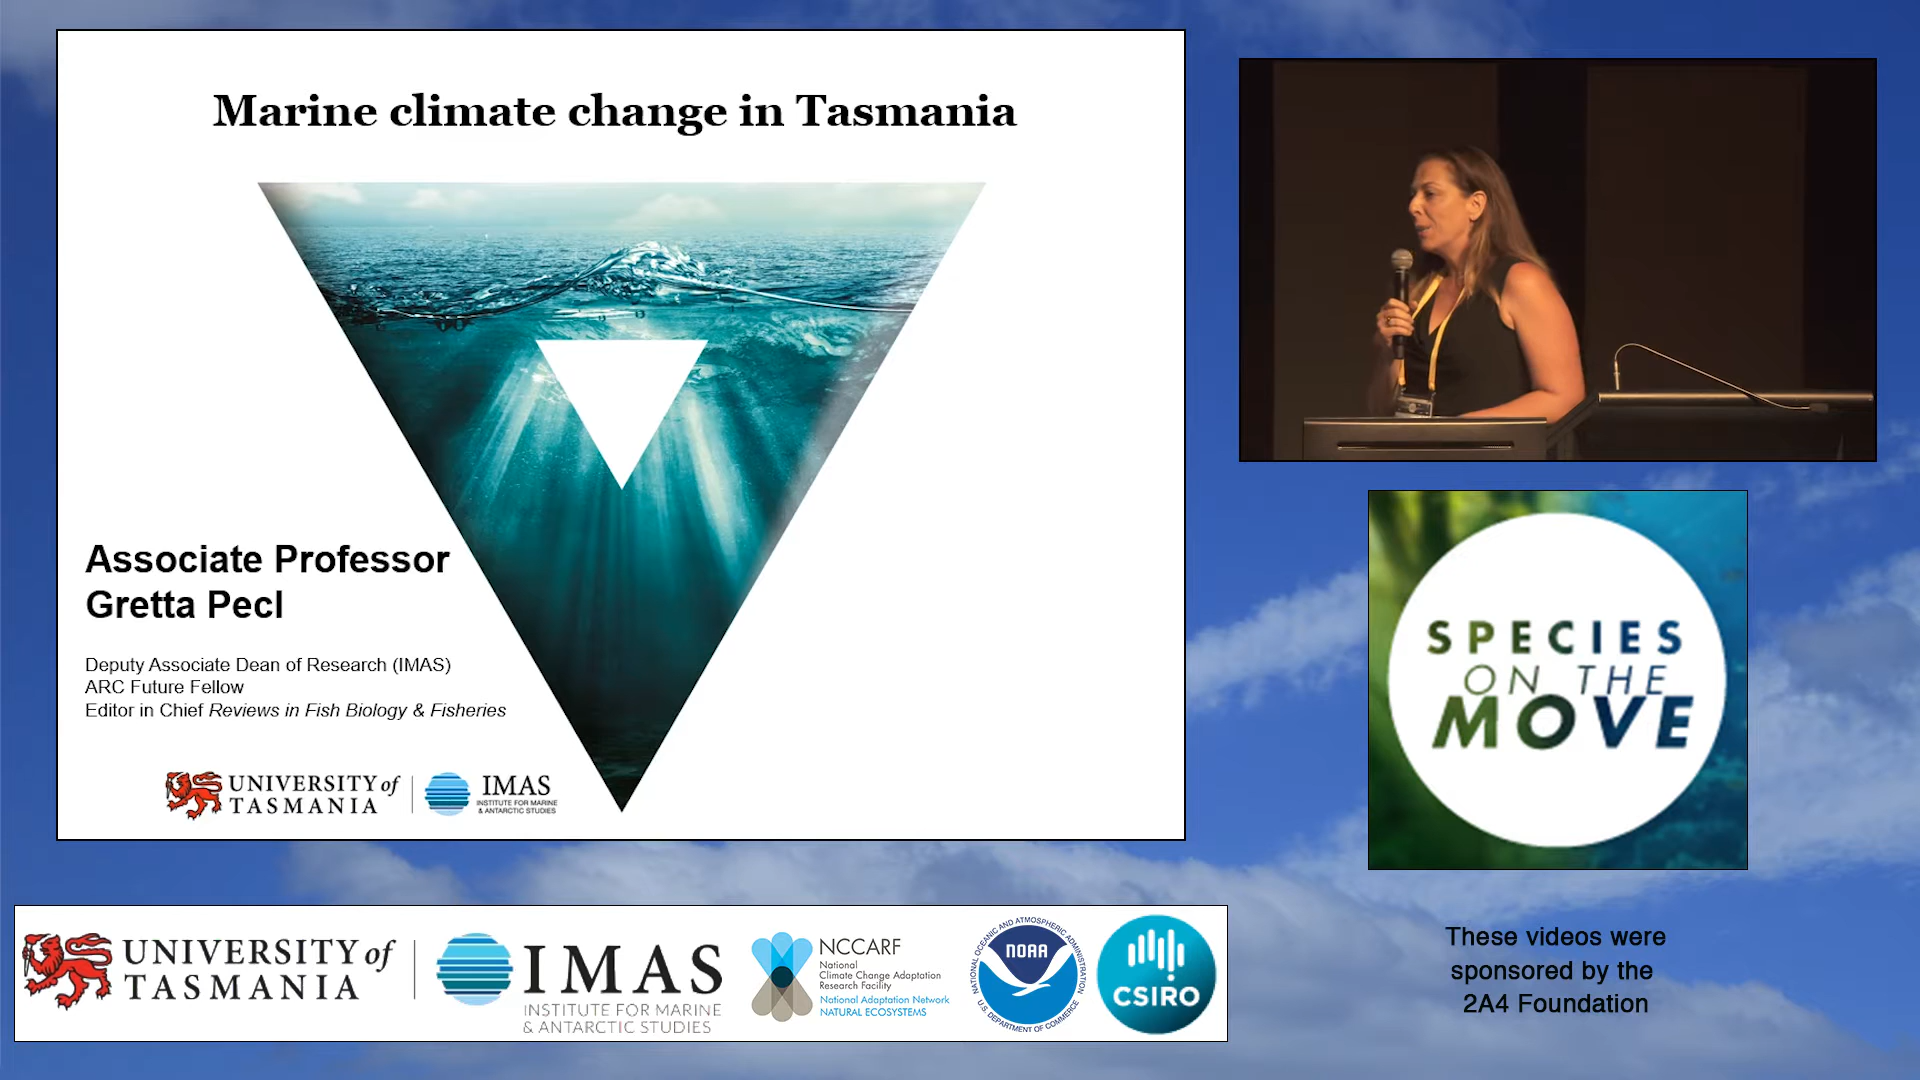 Marine climate change in Tasmania
Associate Professor
Gretta Pecl
Deputy Associate Dean of Research (IMAS)
ARC Future Fellow
Editor in Chief Reviews in Fish Biology & Fisheries
UNIVERSITY of
TASMANIA
IMAS
INSTITUTE FOR MARINE
& ANTARCTIC STUDIES
SPECIES
ON THE
MOVE
UNIVERSITY of
TASMANIA
IMAS
INSTITUTE FOR MARINE
& ANTARCTIC STUDIES
NCCARF
National
Climate Change Adaptation
Research Facility
National Adaptation Network
NATURAL ECOSYSTEMS
NATIONAL OCEANIC AND ATMOSPHERIC ADMINISTRATION
NOAA
U.S. DEPARTMENT OF COMMERCE
CSIRO
These videos were
sponsored by the
2A4 Foundation